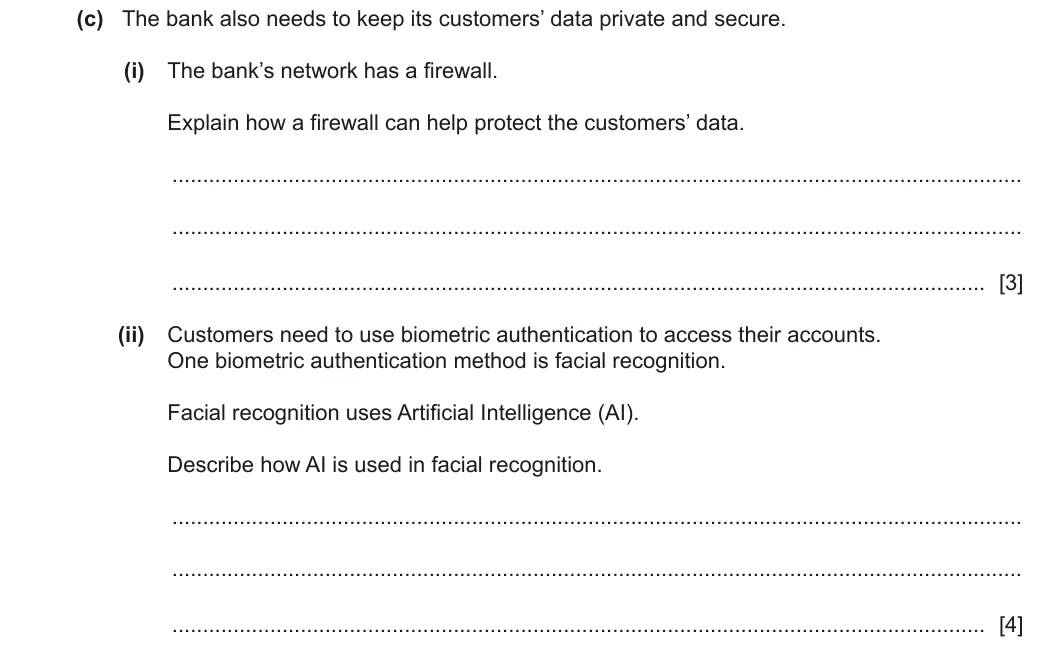 (c) The bank also needs to keep its customers’ data private and secure.
(i) The bank’s network has a firewall.
Explain how a firewall can help protect the customers’ data.
..........................................................................................................................................
..........................................................................................................................................
.................................................................................................................................... [3]
(ii) Customers need to use biometric authentication to access their accounts.
One biometric authentication method is facial recognition.
Facial recognition uses Artificial Intelligence (AI).
Describe how AI is used in facial recognition.
..........................................................................................................................................
..........................................................................................................................................
.................................................................................................................................... [4]